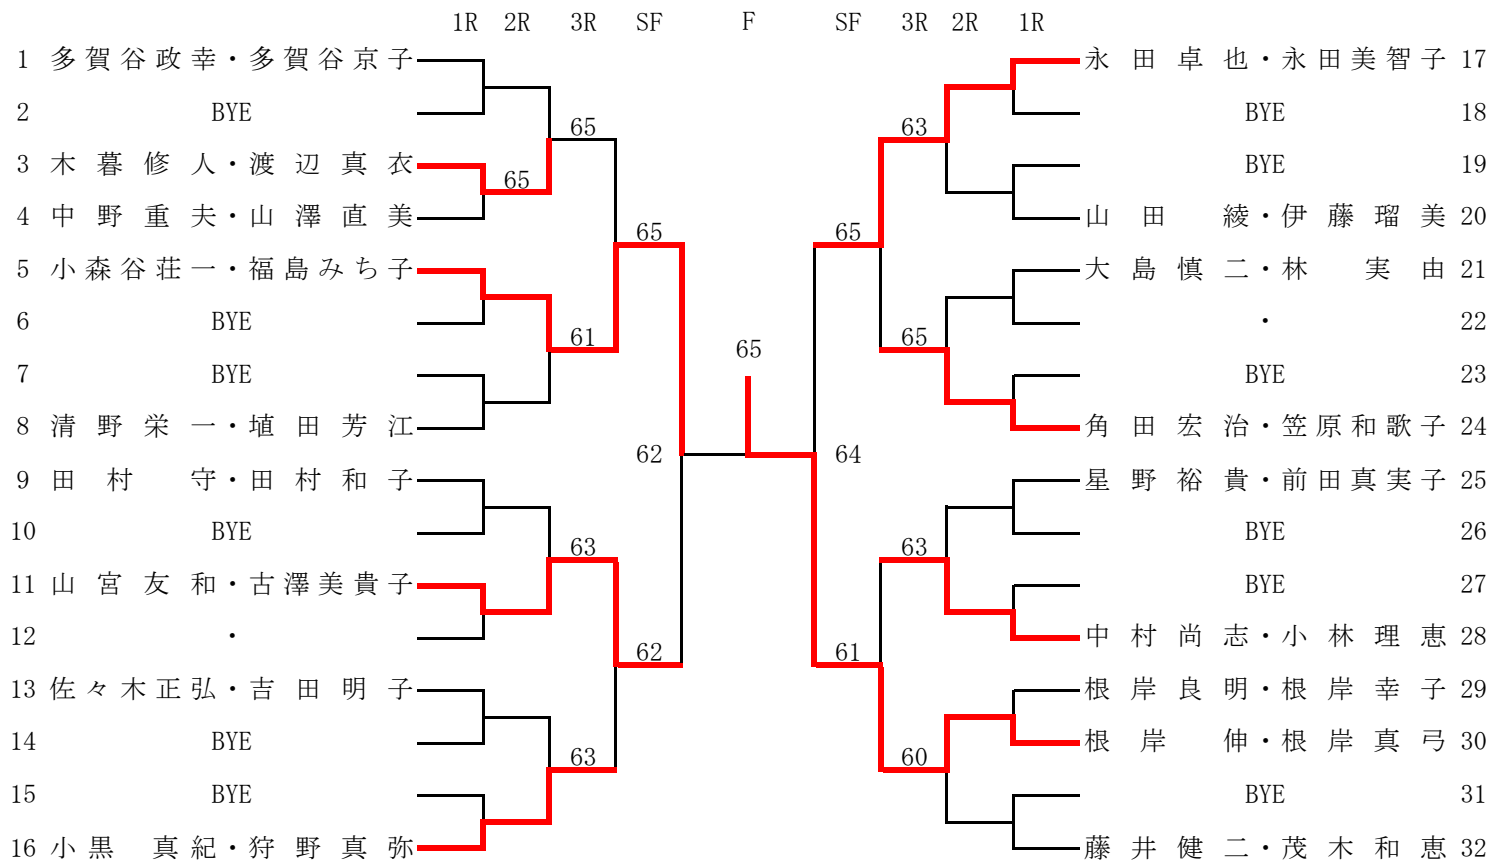 1R 2R 3R SF F SF 3R 2R 1R
1 多賀谷政幸・多賀谷京子 永田卓也・永田美智子 17
2 BYE BYE 18
65 63
3 木暮修人・渡辺真衣 BYE 19
65
4 中野重夫・山澤直美 山田 綾・伊藤瑠美 20
65 65
5 小森谷荘一・福島みち子 大島慎二・林 実由 21
6 BYE ・ 22
61 65
65
7 BYE BYE 23
8 清野栄一・埴田芳江 角田宏治・笠原和歌子 24
62 64
9 田村 守・田村和子 星野裕貴・前田真実子 25
10 BYE BYE 26
63 63
11 山宮友和・古澤美貴子 BYE 27
12 ・ 中村尚志・小林理恵 28
62 61
13 佐々木正弘・吉田明子 根岸良明・根岸幸子 29
14 BYE 根岸 伸・根岸真弓 30
63 60
15 BYE BYE 31
16 小黒 真紀・狩野真弥 藤井健二・茂木和恵 32